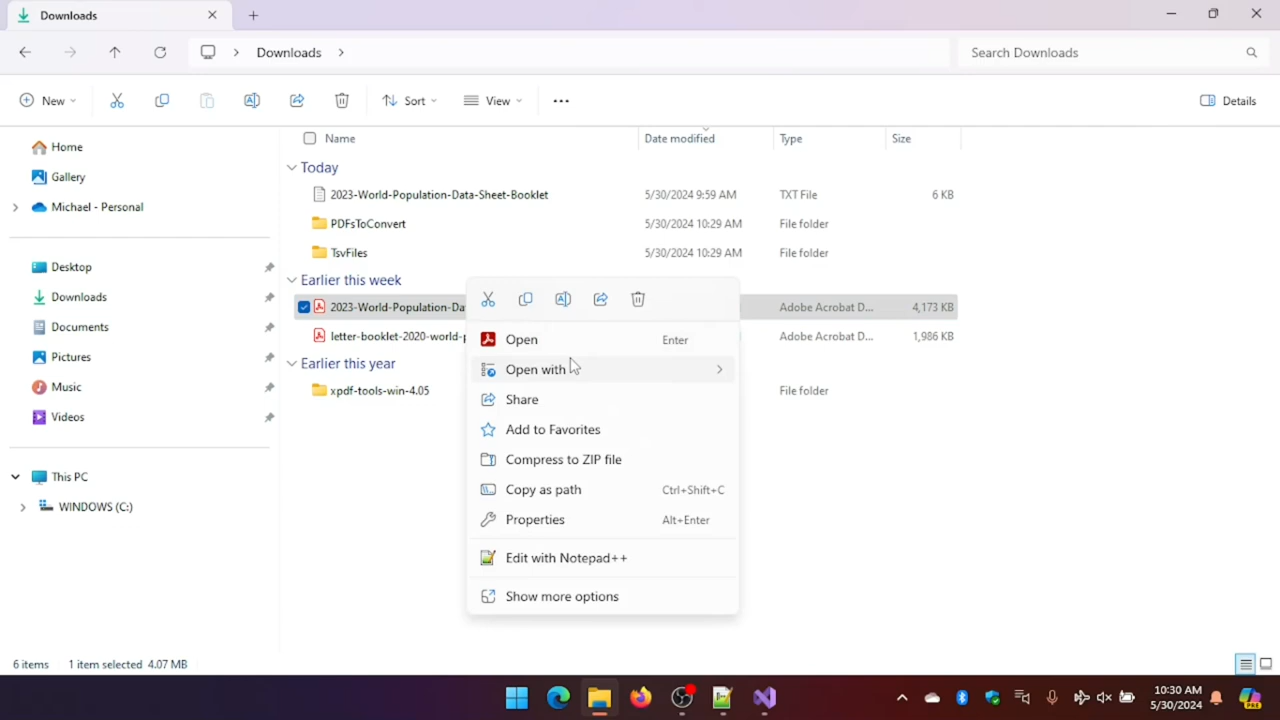 Downloads
Downloads
Search Downloads
New
Sort
View
Details
Name
Date modified
Type
Size
Home
Gallery
Michael - Personal
Desktop
Downloads
Documents
Pictures
Music
Videos
This PC
WINDOWS (C:)
Today
2023-World-Population-Data-Sheet-Booklet 5/30/2024 9:59 AM TXT File 6 KB
PDFsToConvert 5/30/2024 10:29 AM File folder
TsvFiles 5/30/2024 10:29 AM File folder
Earlier this week
2023-World-Population-Da Adobe Acrobat D... 4,173 KB
letter-booklet-2020-world-p Adobe Acrobat D... 1,986 KB
Earlier this year
xpdf-tools-win-4.05 File folder
Open Enter
Open with
Share
Add to Favorites
Compress to ZIP file
Copy as path Ctrl+Shift+C
Properties Alt+Enter
Edit with Notepad++
Show more options
6 items 1 item selected 4.07 MB
10:30 AM
5/30/2024
PRE